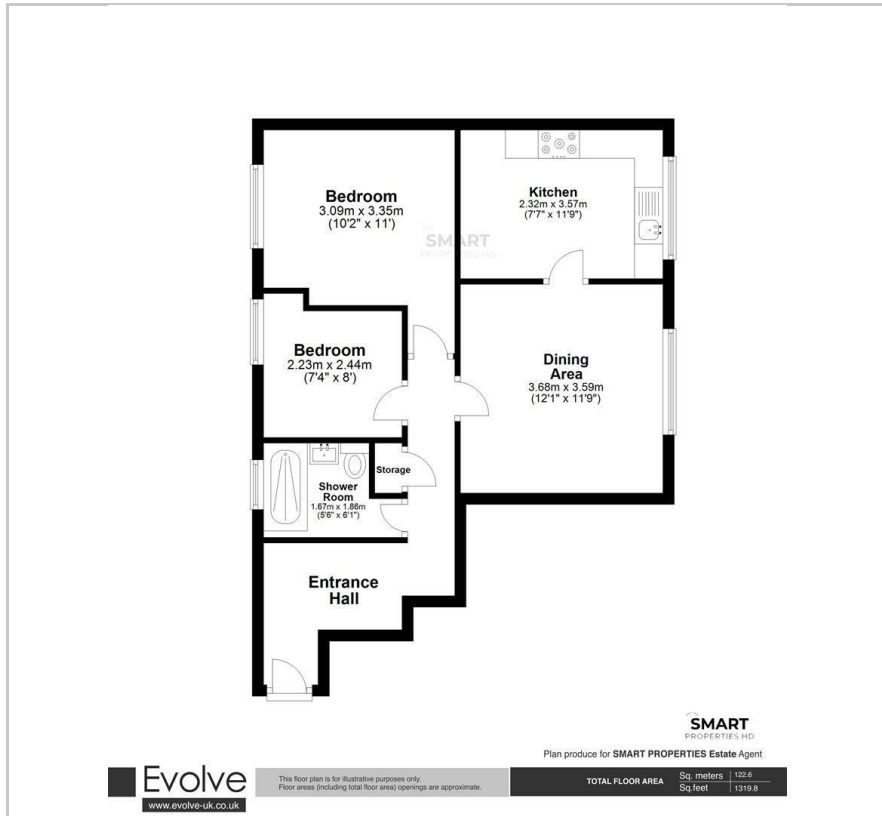 Bedroom
3.09m x 3.35m
(10'2" x 11')
Kitchen
2.32m x 3.57m
(7'7" x 11'9")
SMART
PROPERTIES HD
Bedroom
2.23m x 2.44m
(7'4" x 8')
Dining
Area
3.68m x 3.59m
(12'1" x 11'9")
Storage
Shower
Room
1.67m x 1.86m
(5'6" x 6'1")
Entrance
Hall
SMART
PROPERTIES HD
Plan produce for SMART PROPERTIES Estate Agent
Evolve
www.evolve-uk.co.uk
This floor plan is for illustrative purposes only.
Floor areas (including total floor area) openings are approximate.
TOTAL FLOOR AREA
Sq. meters 122.6
Sq.feet 1319.8